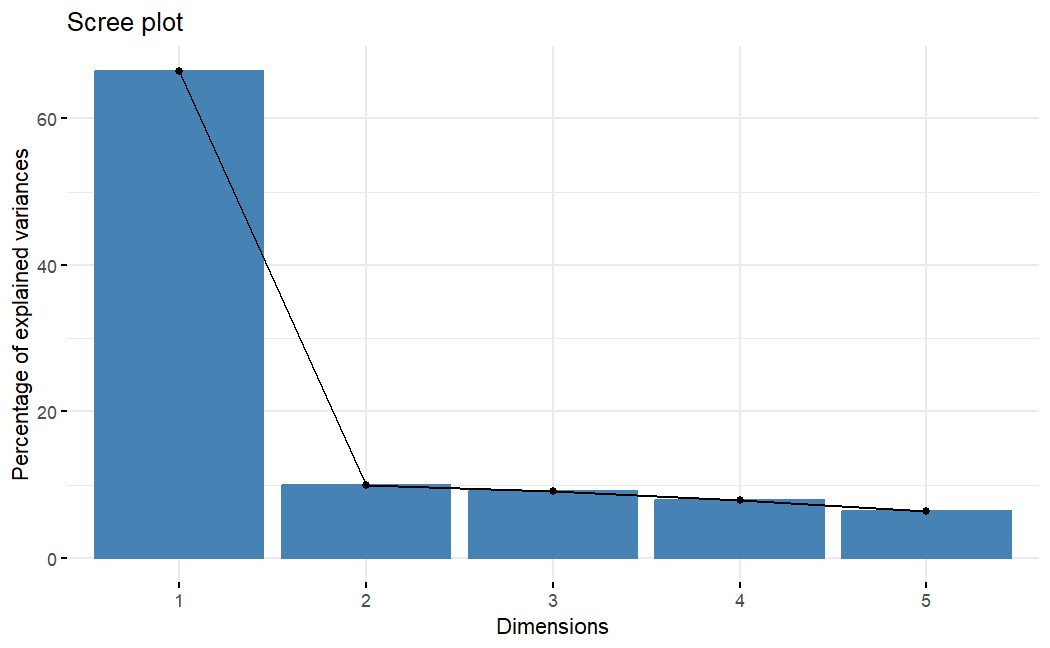 Scree plot
Percentage of explained variances
60
40
20
0
1 2 3 4 5
Dimensions